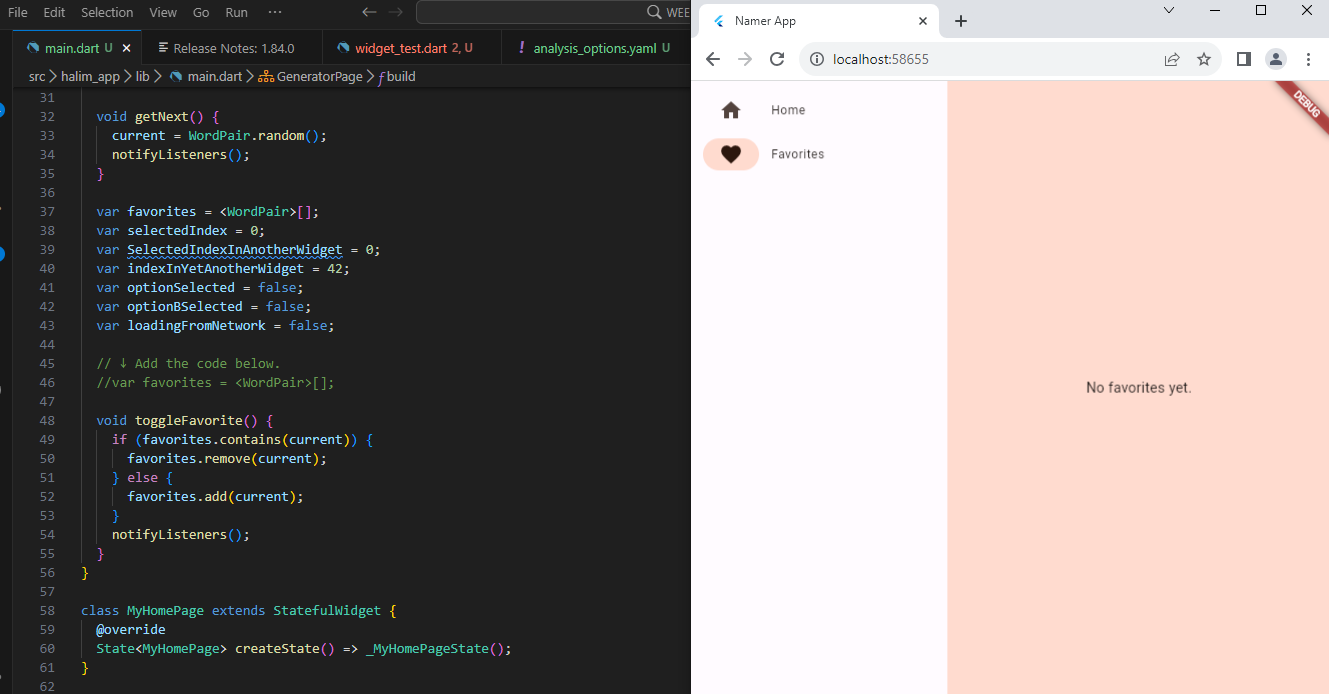 File Edit Selection View Go Run ··· ← → WEE
main.dart U × Release Notes: 1.84.0 widget_test.dart 2, U ! analysis_options.yaml U
src > halim_app > lib > main.dart > GeneratorPage > build
31
32 void getNext() {
33 current = WordPair.random();
34 notifyListeners();
35 }
36
37 var favorites = <WordPair>[];
38 var selectedIndex = 0;
39 var SelectedIndexInAnotherWidget = 0;
40 var indexInYetAnotherWidget = 42;
41 var optionSelected = false;
42 var optionBSelected = false;
43 var loadingFromNetwork = false;
44
45 // ↓ Add the code below.
46 //var favorites = <WordPair>[];
47
48 void toggleFavorite() {
49 if (favorites.contains(current)) {
50 favorites.remove(current);
51 } else {
52 favorites.add(current);
53 }
54 notifyListeners();
55 }
56 }
57
58 class MyHomePage extends StatefulWidget {
59 @override
60 State<MyHomePage> createState() => _MyHomePageState();
61 }
62
Namer App
localhost:58655
DEBUG
Home
Favorites
No favorites yet.